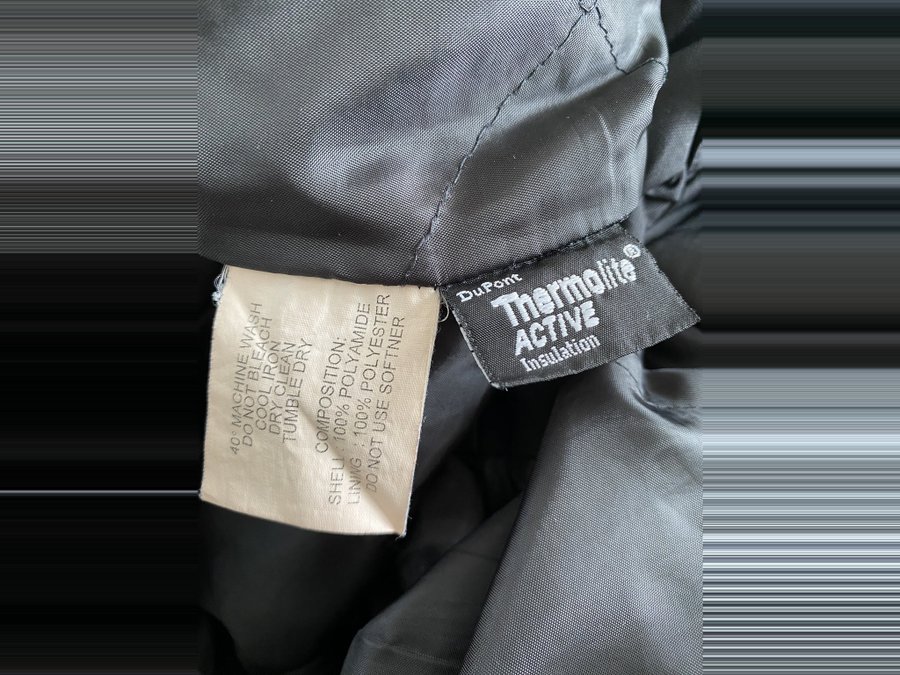 40° MACHINE WASH
DO NOT BLEACH
COOL IRON
DRY CLEAN
TUMBLE DRY
COMPOSITION:
SHELL : 100% POLYAMIDE
LINING : 100% POLYESTER
DO NOT USE SOFTNER
DuPont
Thermolite®
ACTIVE
Insulation